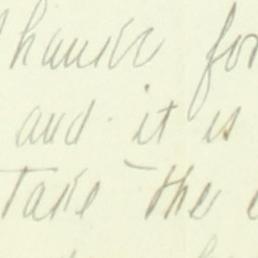 Thanks for
and it is
Take the